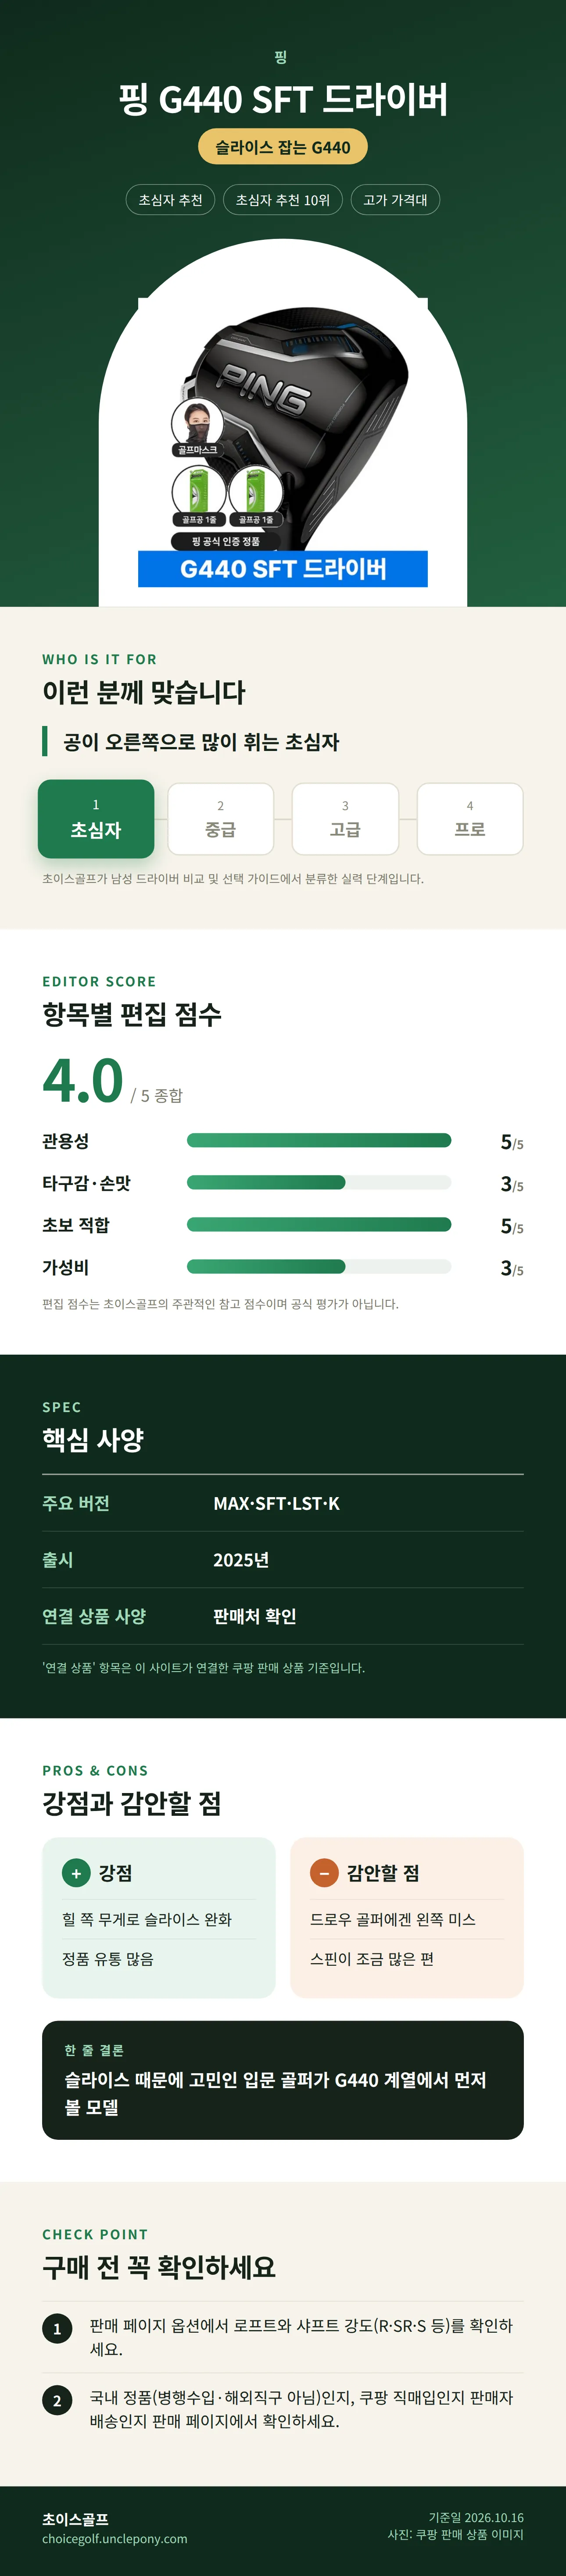 핑
핑 G440 SFT 드라이버
슬라이스 잡는 G440
초심자 추천
초심자 추천 10위
고가 가격대
PING
골프마스크
골프공 1줄
골프공 1줄
핑 공식 인증 정품
G440 SFT 드라이버
WHO IS IT FOR
이런 분께 맞습니다
공이 오른쪽으로 많이 휘는 초심자
1
초심자
2
중급
3
고급
4
프로
초이스골프가 남성 드라이버 비교 및 선택 가이드에서 분류한 실력 단계입니다.
EDITOR SCORE
항목별 편집 점수
4.0 / 5 종합
관용성 5/5
타구감·손맛 3/5
초보 적합 5/5
가성비 3/5
편집 점수는 초이스골프의 주관적인 참고 점수이며 공식 평가가 아닙니다.
SPEC
핵심 사양
주요 버전 MAX·SFT·LST·K
출시 2025년
연결 상품 사양 판매처 확인
'연결 상품' 항목은 이 사이트가 연결한 쿠팡 판매 상품 기준입니다.
PROS & CONS
강점과 감안할 점
+ 강점
힐 쪽 무게로 슬라이스 완화
정품 유통 많음
− 감안할 점
드로우 골퍼에겐 왼쪽 미스
스핀이 조금 많은 편
한 줄 결론
슬라이스 때문에 고민인 입문 골퍼가 G440 계열에서 먼저
볼 모델
CHECK POINT
구매 전 꼭 확인하세요
1 판매 페이지 옵션에서 로프트와 샤프트 강도(R·SR·S 등)를 확인하
세요.
2 국내 정품(병행수입·해외직구 아님)인지, 쿠팡 직매입인지 판매자
배송인지 판매 페이지에서 확인하세요.
초이스골프
choicegolf.unclepony.com
기준일 2026.10.16
사진: 쿠팡 판매 상품 이미지